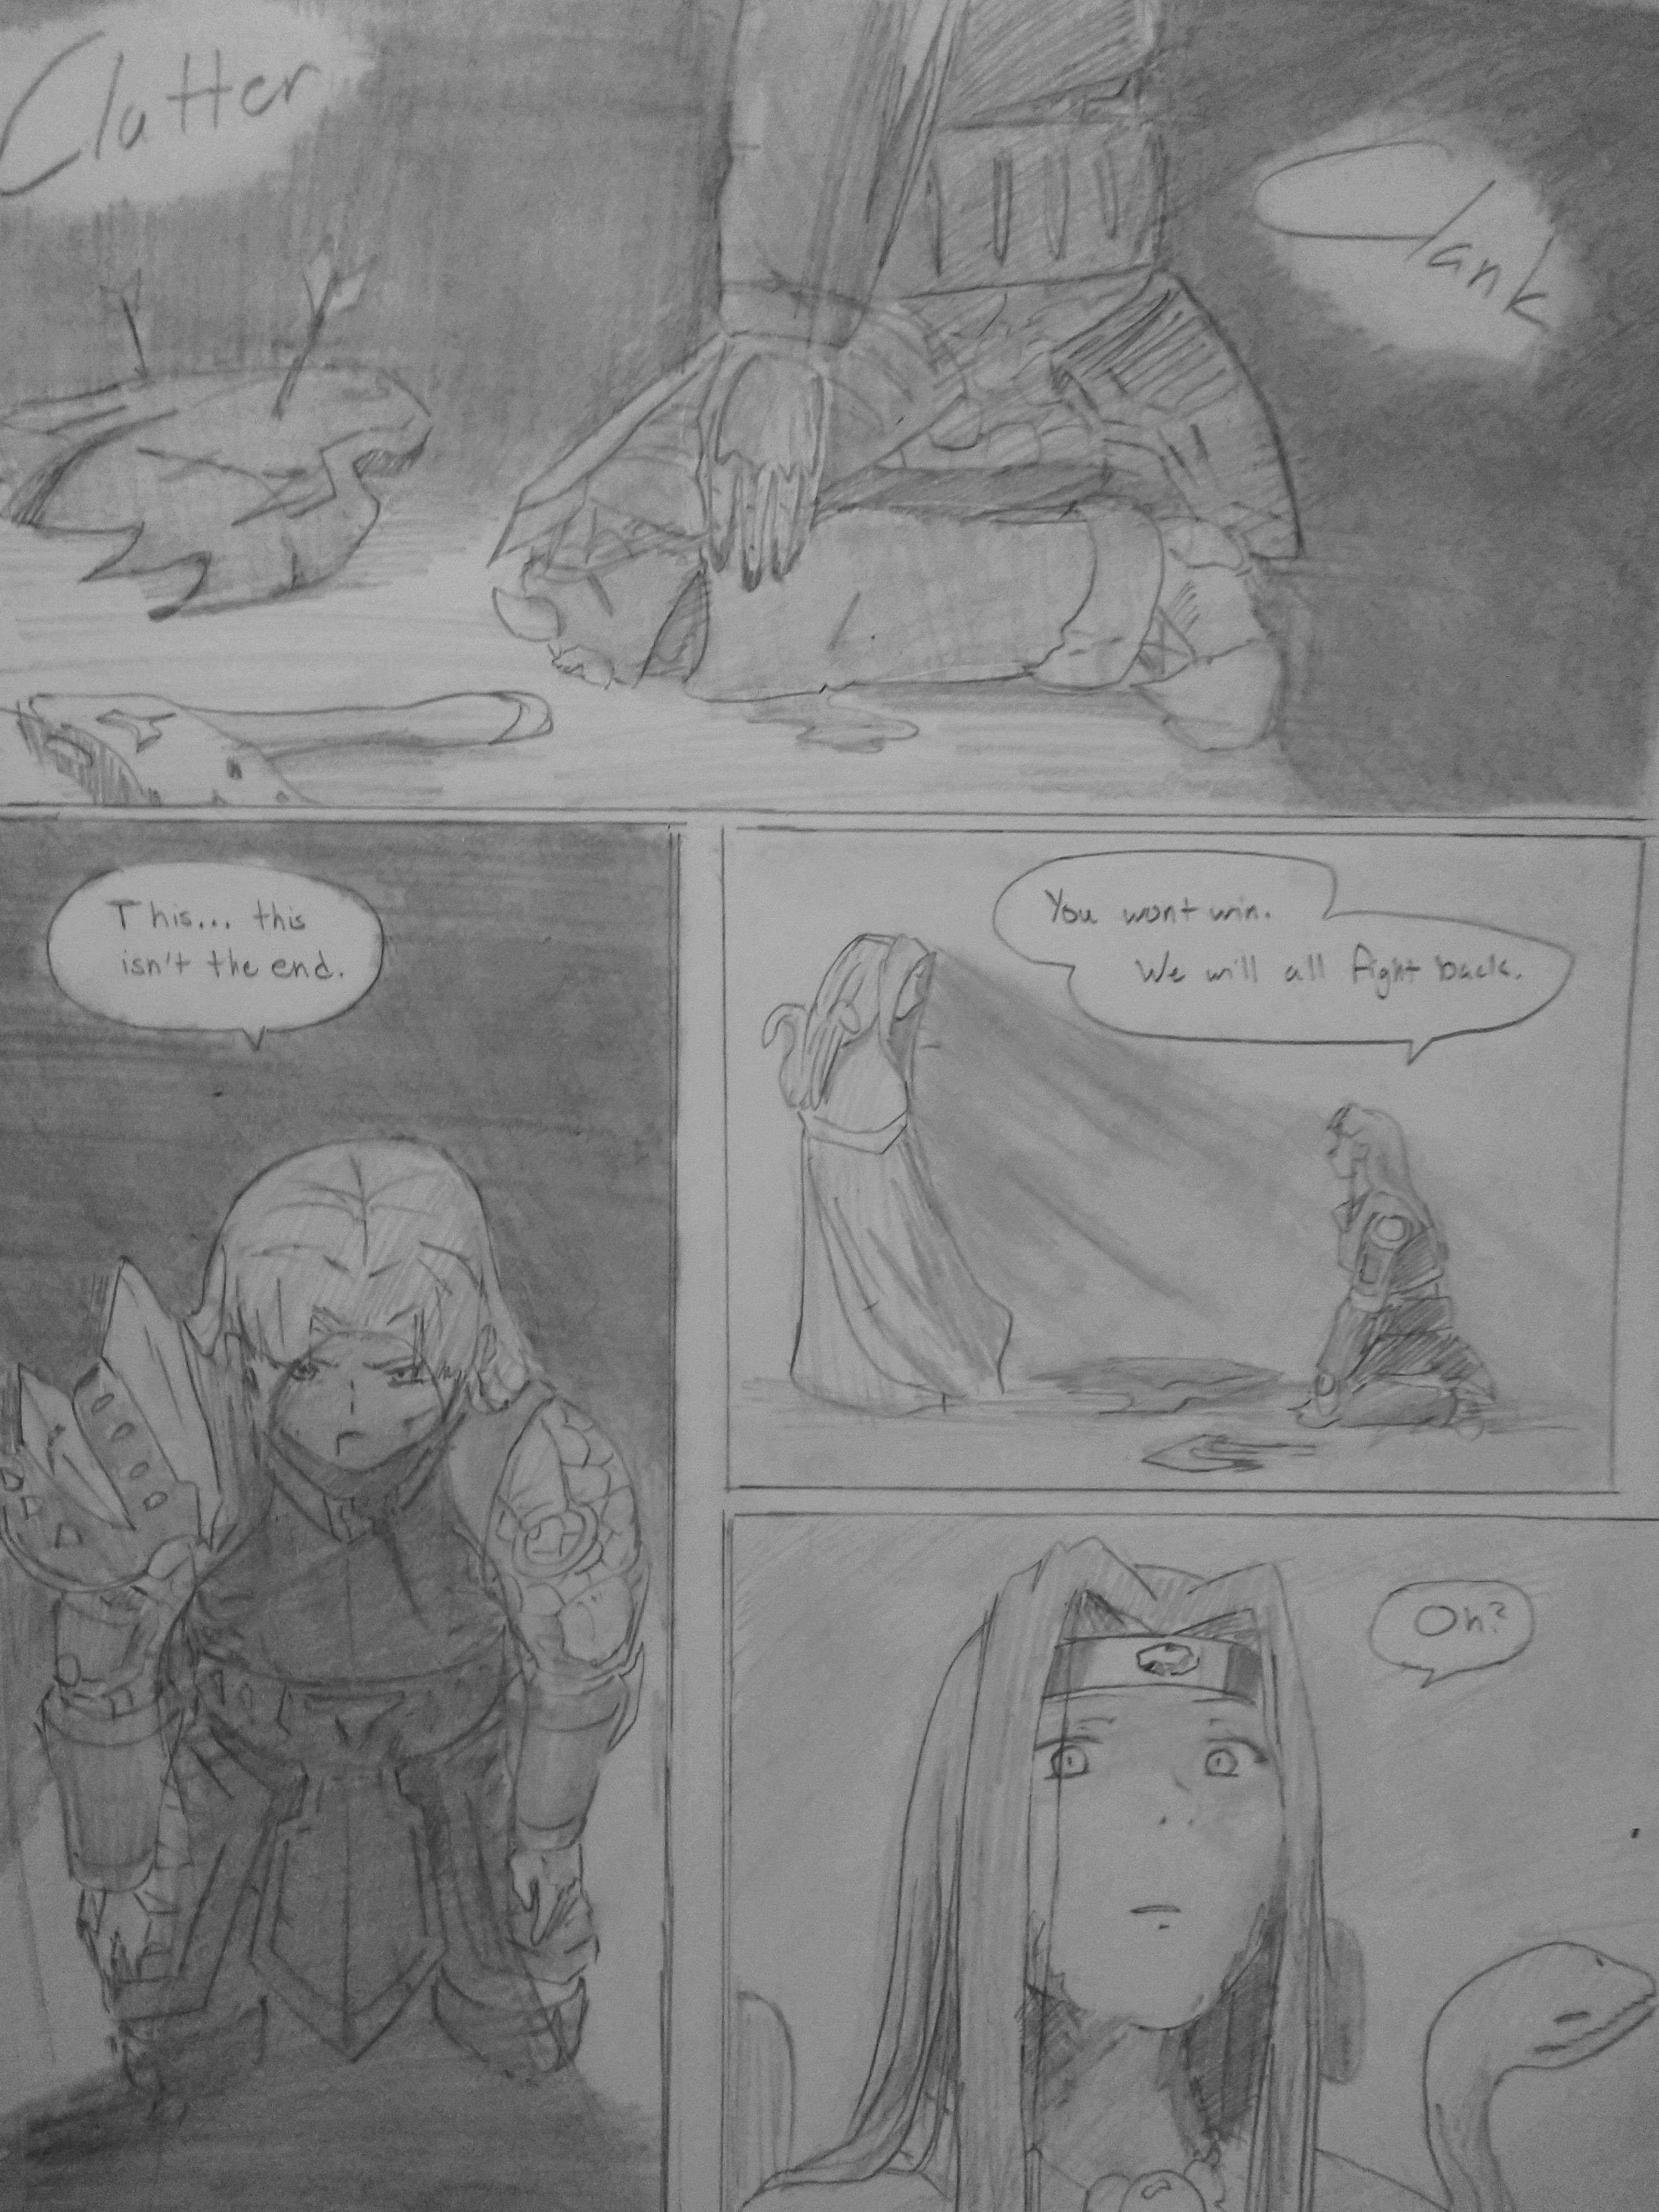 Clatter
Clank
This... this
isn't the end.
You wont win.
We will all fight back.
Oh?